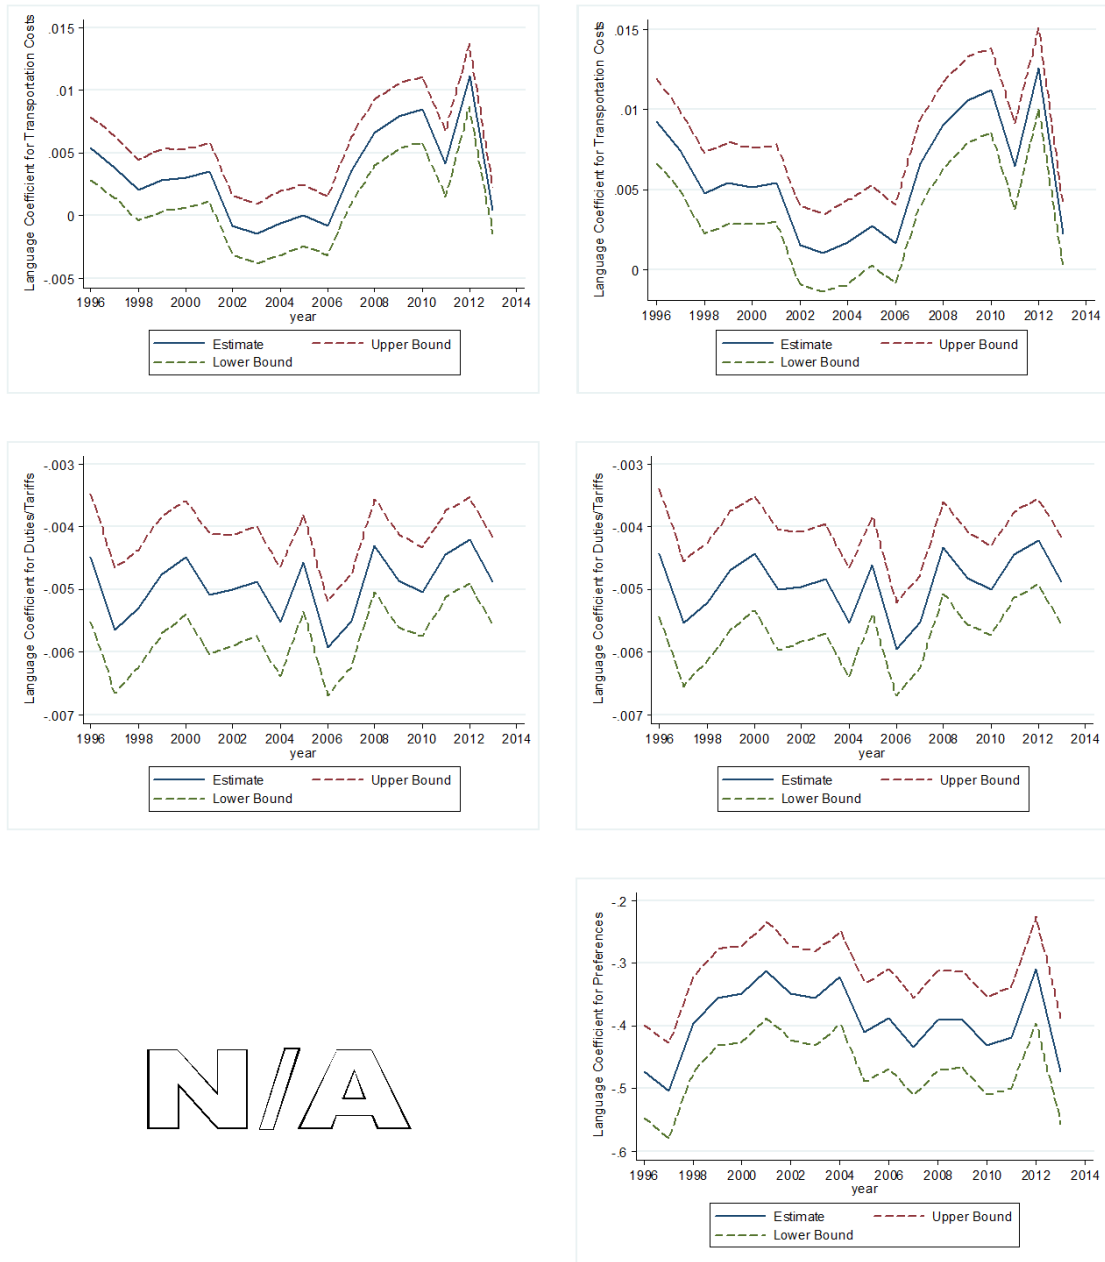 Language Coefficient for Transportation Costs
.015
.01
.005
0
-.005
1996 1998 2000 2002 2004 2006 2008 2010 2012 2014
year
Estimate Upper Bound
Lower Bound
Language Coefficient for Transportation Costs
.015
.01
.005
0
1996 1998 2000 2002 2004 2006 2008 2010 2012 2014
year
Estimate Upper Bound
Lower Bound
Language Coefficient for Duties/Tariffs
-.003
-.004
-.005
-.006
-.007
1996 1998 2000 2002 2004 2006 2008 2010 2012 2014
year
Estimate Upper Bound
Lower Bound
Language Coefficient for Duties/Tariffs
-.003
-.004
-.005
-.006
-.007
1996 1998 2000 2002 2004 2006 2008 2010 2012 2014
year
Estimate Upper Bound
Lower Bound
N/A
Language Coefficient for Preferences
-.2
-.3
-.4
-.5
-.6
1996 1998 2000 2002 2004 2006 2008 2010 2012 2014
year
Estimate Upper Bound
Lower Bound